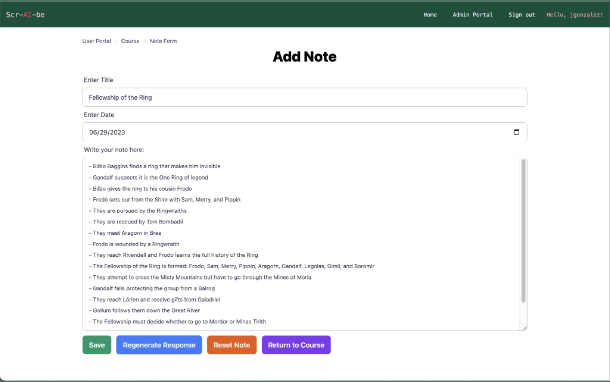 Scr-AI-be
Home Admin Portal Sign out Hello, jgonzalez!
User Portal Course Note Form
Add Note
Enter Title
Fellowship of the Ring
Enter Date
06/29/2023
Write your note here:
- Bilbo Baggins finds a ring that makes him invisible
- Gandalf suspects it is the One Ring of legend
- Bilbo gives the ring to his cousin Frodo
- Frodo sets out from the Shire with Sam, Merry, and Pippin
- They are pursued by the Ringwraiths
- They are rescued by Tom Bombadil
- They meet Aragorn in Bree
- Frodo is wounded by a Ringwraith
- They reach Rivendell and Frodo learns the full history of the Ring
- The Fellowship of the Ring is formed: Frodo, Sam, Merry, Pippin, Aragorn, Gandalf, Legolas, Gimli, and Boromir
- They attempt to cross the Misty Mountains but have to go through the Mines of Moria
- Gandalf falls protecting the group from a Balrog
- They reach Lórien and receive gifts from Galadriel
- Gollum follows them down the Great River
- The Fellowship must decide whether to go to Mordor or Minas Tirith
Save Regenerate Response Reset Note Return to Course